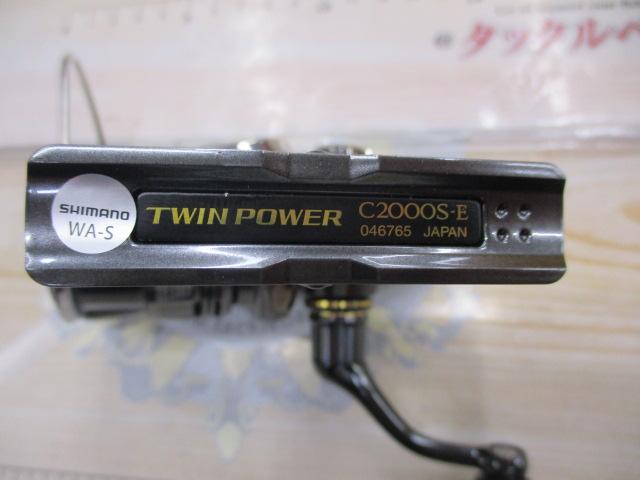 タックルベ
SHIMANO
WA-S
TWIN POWER C2000S-E
046765 JAPAN